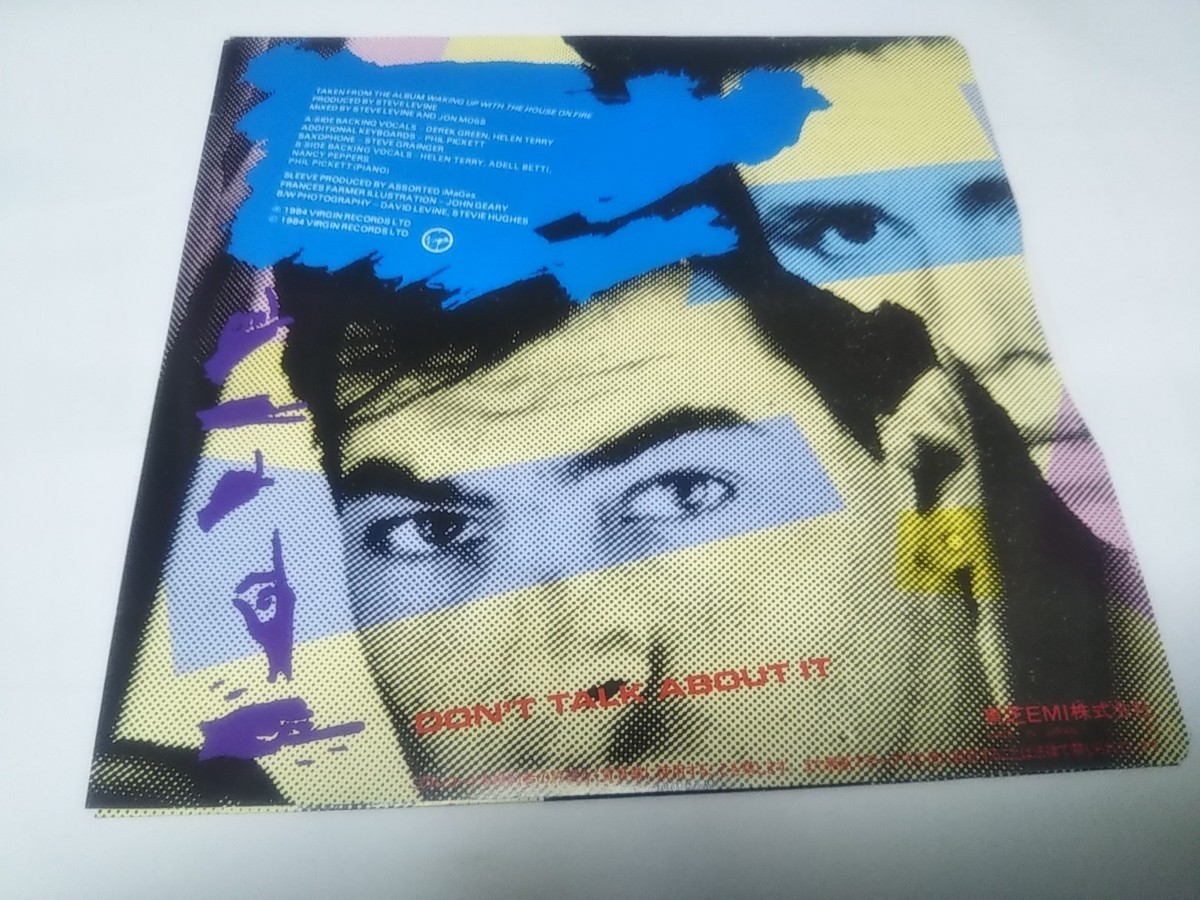 TAKEN FROM THE ALBUM WAKING UP WITH THE HOUSE ON FIRE
PRODUCED BY STEVE LEVINE
MIXED BY STEVE LEVINE AND JON MOSS
A-SIDE BACKING VOCALS – DEREK GREEN, HELEN TERRY
ADDITIONAL KEYBOARDS – PHIL PICKETT
SAXOPHONE – STEVE GRAINGER
B-SIDE BACKING VOCALS – HELEN TERRY, ADELL BETTI,
NANCY PEPPERS
PHIL PICKETT (PIANO)
SLEEVE PRODUCED BY ASSORTED iMaGes
FRANCES FARMER ILLUSTRATION – JOHN GEARY
B/W PHOTOGRAPHY – DAVID LEVINE, STEVIE HUGHES
℗ 1984 VIRGIN RECORDS LTD
© 1984 VIRGIN RECORDS LTD
Virgin
DON'T TALK ABOUT IT
東芝EMI株式会社